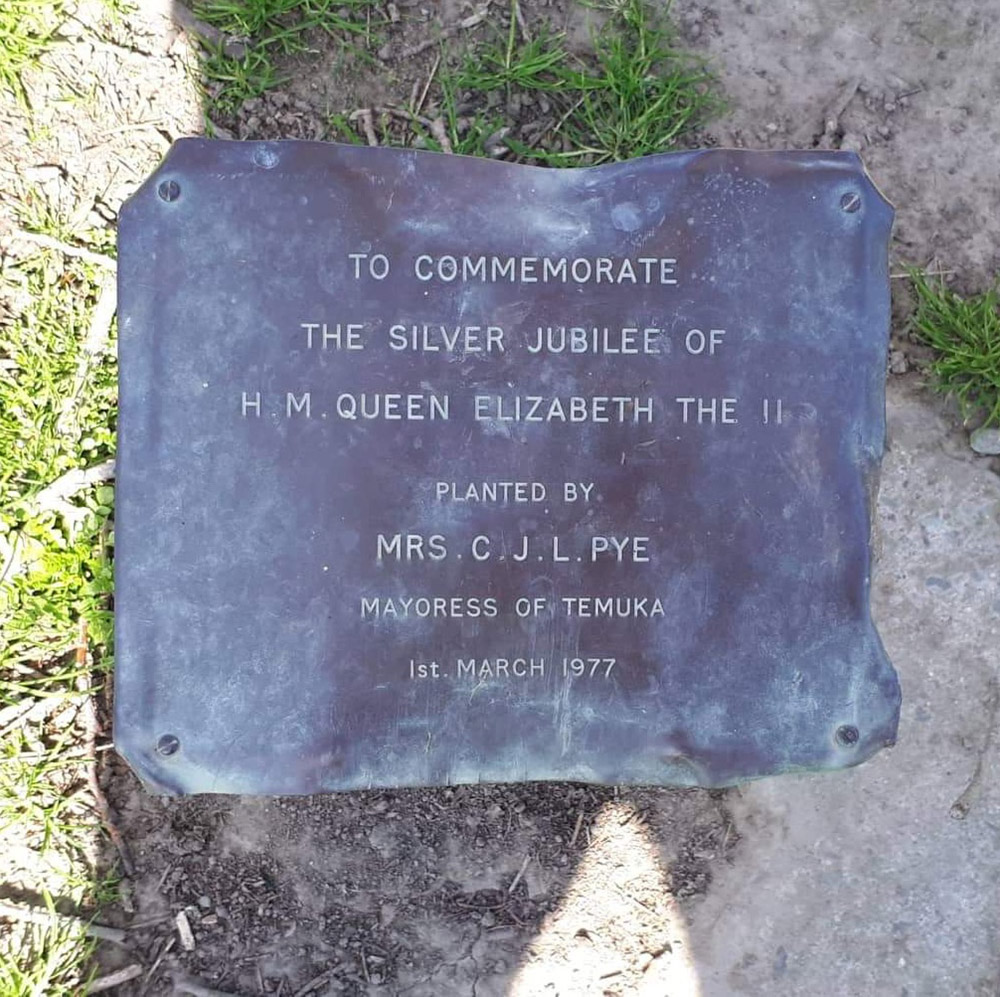 TO COMMEMORATE
THE SILVER JUBILEE OF
H.M.QUEEN ELIZABETH THE II
PLANTED BY
MRS.C.J.L.PYE
MAYORESS OF TEMUKA
1st. MARCH 1977